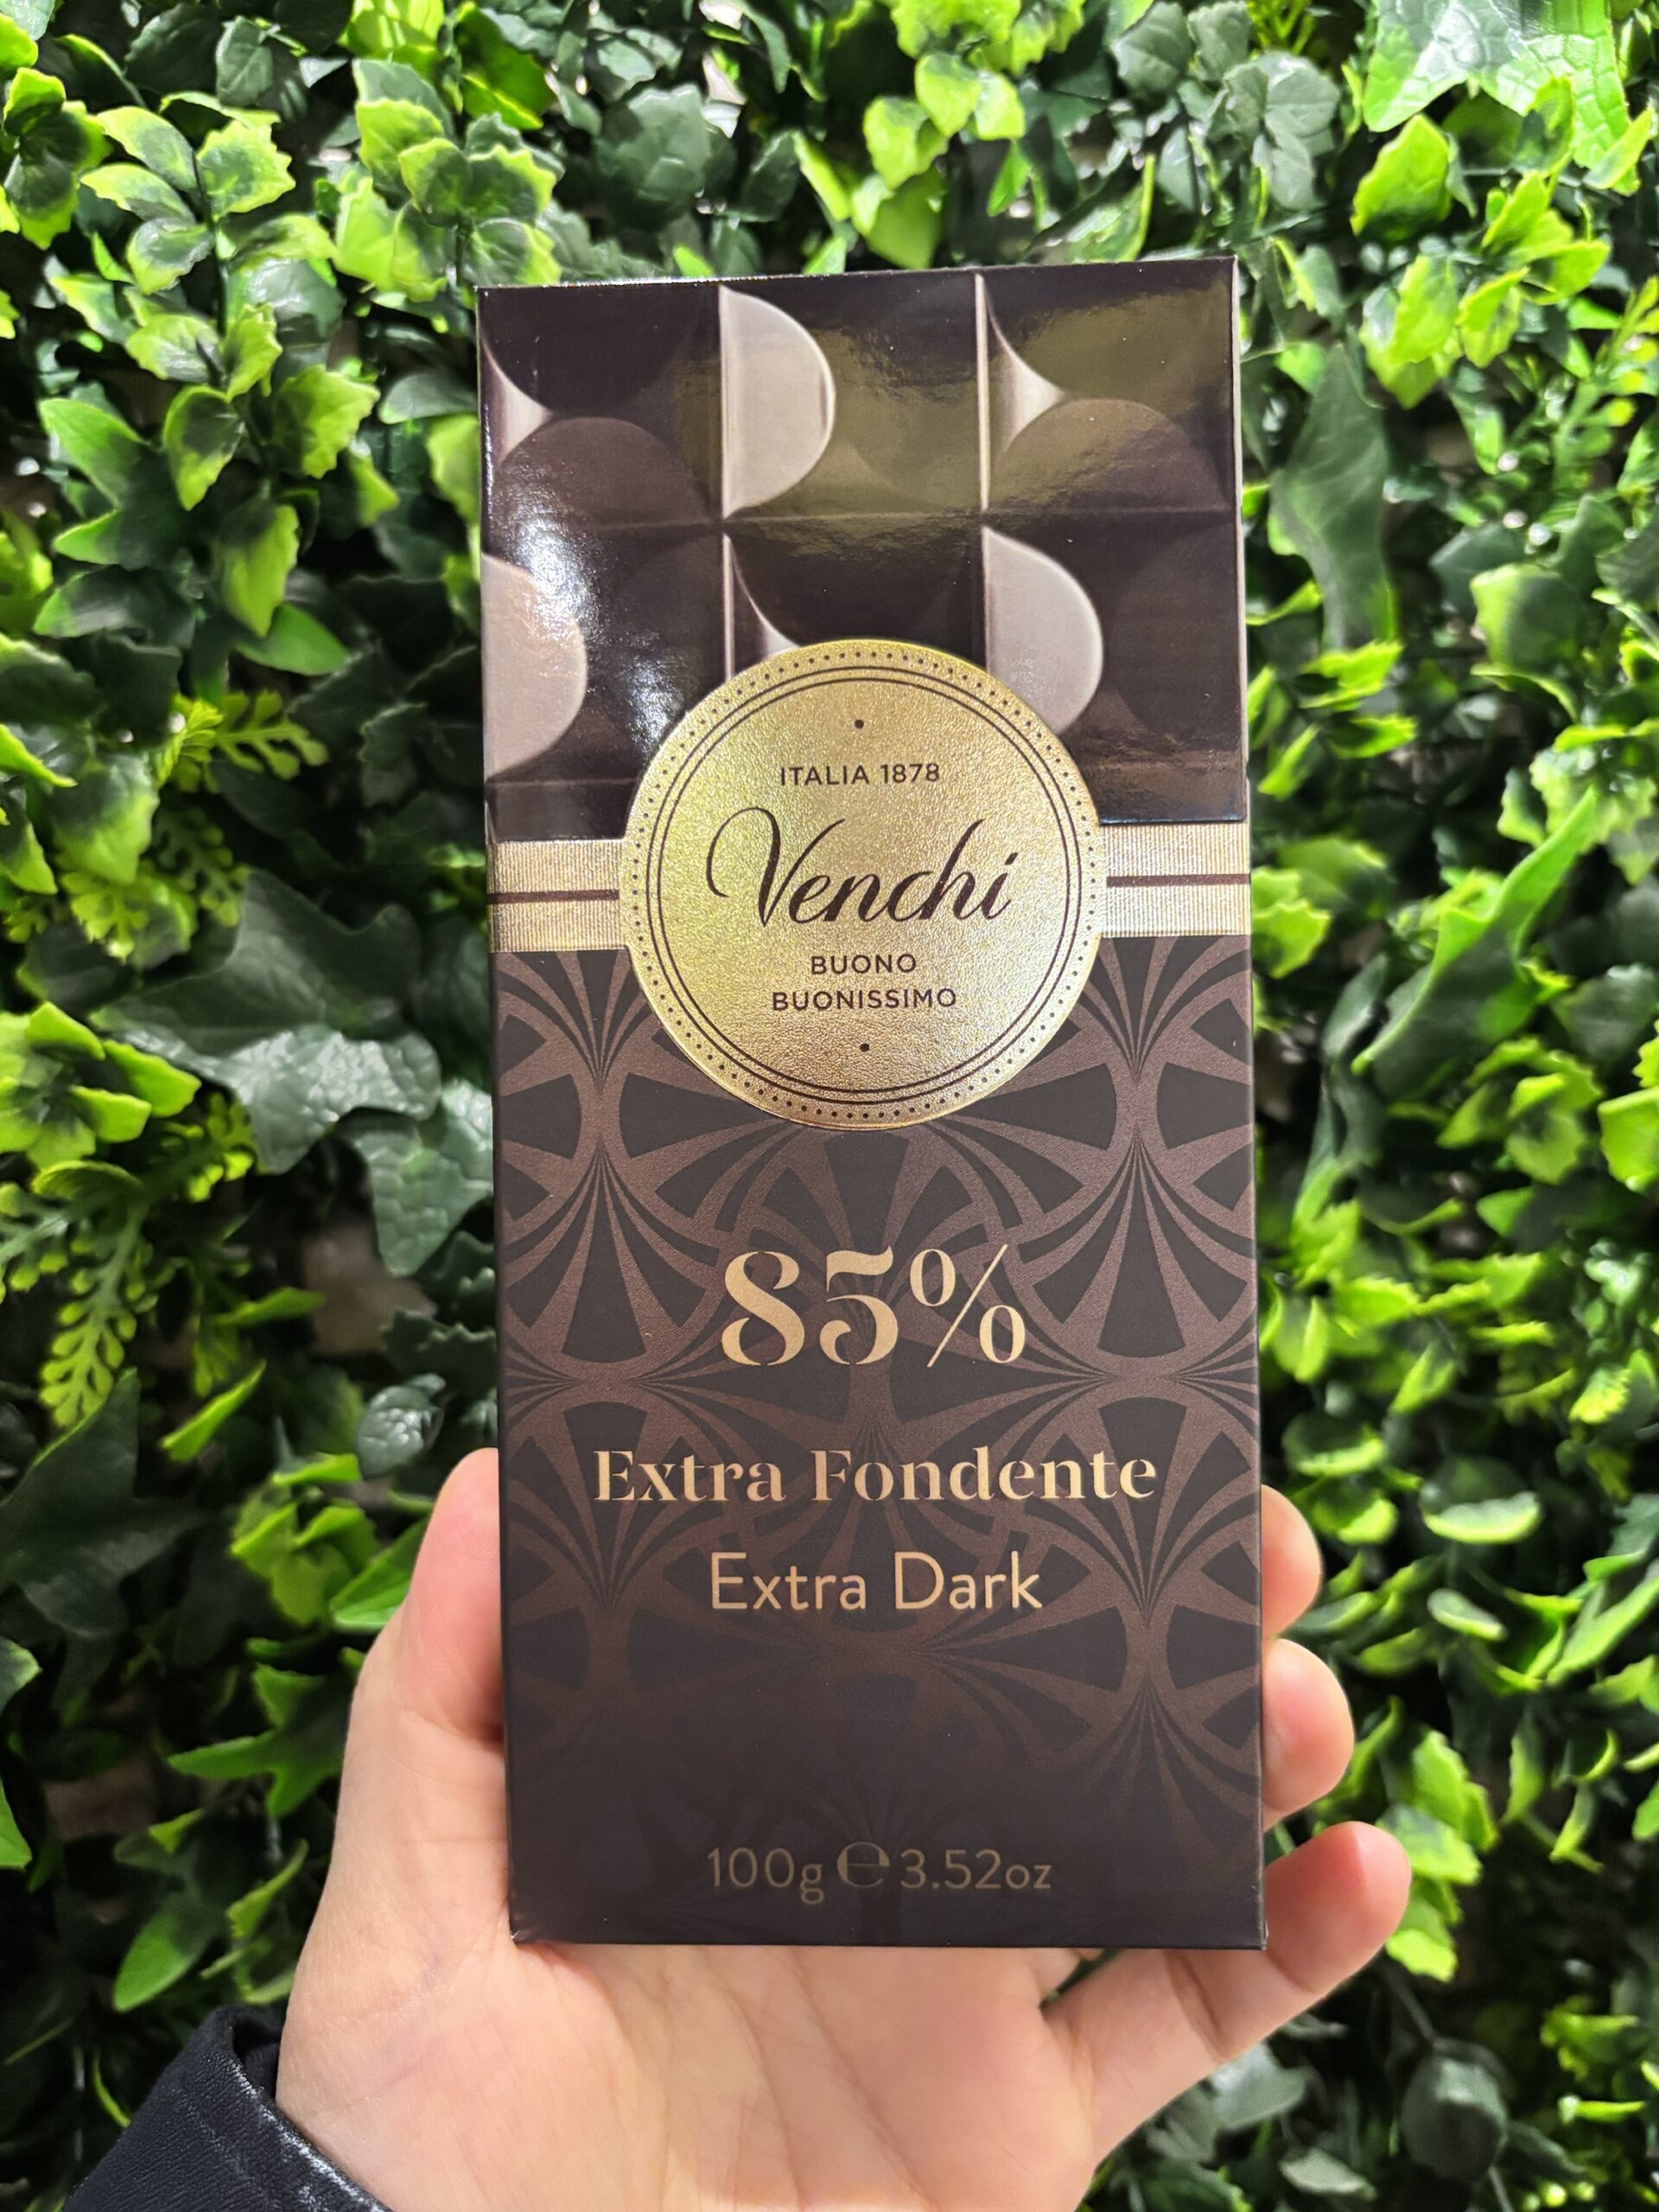 ITALIA 1878
Venchi
BUONO
BUONISSIMO
85%
Extra Fondente
Extra Dark
100g ℮ 3.52oz